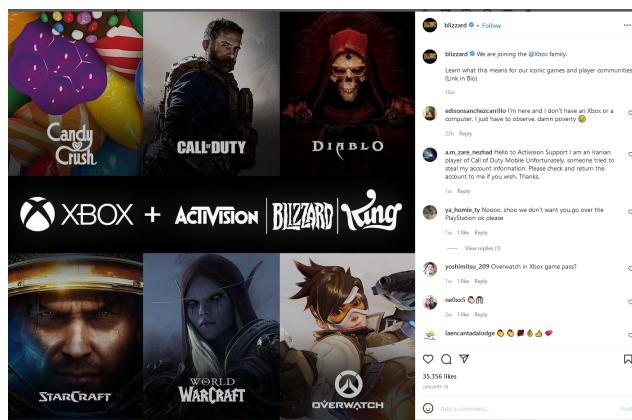 Candy
Crush
CALL OF DUTY
DIABLO
XBOX + ACTIVISION | BLIZZARD | King
STARCRAFT
WORLD
WARCRAFT
OVERWATCH
blizzard • Follow
blizzard We are joining the @Xbox family.
Learn what this means for our iconic games and player communities
(Link in Bio)
18w
edisonsanchezcarrillo I'm here and I don't have an Xbox or a
computer. I just have to observe, damn poverty 😥
23h Reply
a.m_zare_nezhad Hello to Activision Support I am an Iranian
player of Call of Duty Mobile Unfortunately, someone tried to
steal my account information. Please check and return the
account to me if you wish. Thanks.
1w Reply
ya_homie_ty Noooo, shoo we don't want you,go over the
PlayStation ok please
1w 1 like Reply
View replies (1)
yoshimitsu_209 Overwatch in Xbox game pass?
1w 1 like Reply
2w 1 like Reply
laencantadalodge
35,356 likes
JANUARY 18
Add a comment...
Post